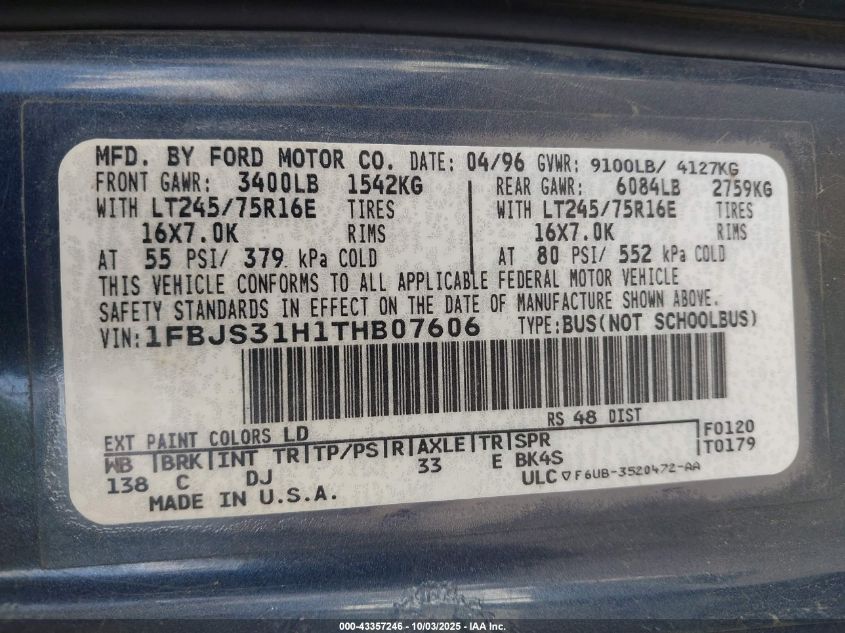 MFD. BY FORD MOTOR CO. DATE: 04/96 GVWR: 9100LB/ 4127KG
FRONT GAWR: 3400LB 1542KG REAR GAWR: 6084LB 2759KG
WITH LT245/75R16E TIRES WITH LT245/75R16E TIRES
16X7.0K RIMS 16X7.0K RIMS
AT 55 PSI/ 379 kPa COLD AT 80 PSI/ 552 kPa COLD
THIS VEHICLE CONFORMS TO ALL APPLICABLE FEDERAL MOTOR VEHICLE
SAFETY STANDARDS IN EFFECT ON THE DATE OF MANUFACTURE SHOWN ABOVE.
VIN: 1FBJS31H1THB07606 TYPE: BUS(NOT SCHOOLBUS)
RS 48 DIST
EXT PAINT COLORS LD F0120
WB BRK INT TR TP/PS R AXLE TR SPR T0179
138 C DJ 33 E BK4S
MADE IN U.S.A. ULC ▽ F6UB-3520472-AA
000-43357246 - 10/03/2025 - IAA Inc.